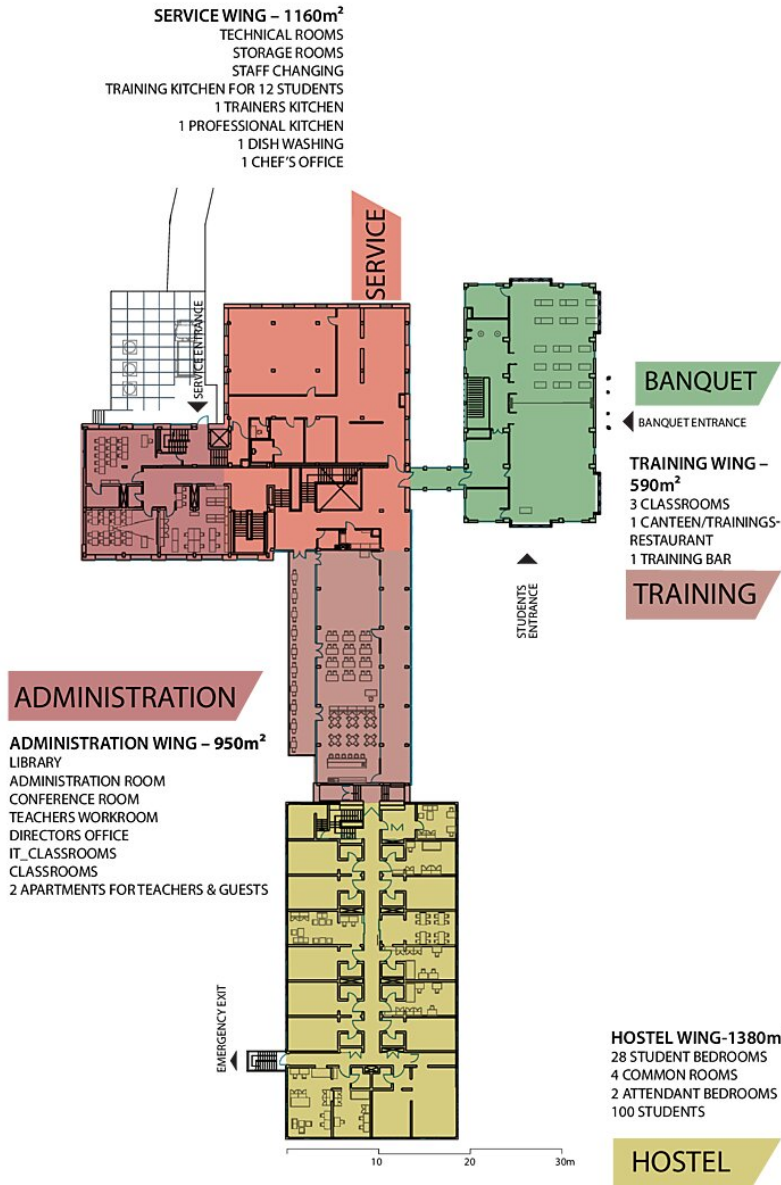 SERVICE WING – 1160m²
TECHNICAL ROOMS
STORAGE ROOMS
STAFF CHANGING
TRAINING KITCHEN FOR 12 STUDENTS
1 TRAINERS KITCHEN
1 PROFESSIONAL KITCHEN
1 DISH WASHING
1 CHEF'S OFFICE
SERVICE
SERVICE ENTRANCE
BANQUET
BANQUET ENTRANCE
TRAINING WING –
590m²
3 CLASSROOMS
1 CANTEEN/TRAININGS-
RESTAURANT
1 TRAINING BAR
TRAINING
STUDENTS
ENTRANCE
ADMINISTRATION
ADMINISTRATION WING – 950m²
LIBRARY
ADMINISTRATION ROOM
CONFERENCE ROOM
TEACHERS WORKROOM
DIRECTORS OFFICE
IT_CLASSROOMS
CLASSROOMS
2 APARTMENTS FOR TEACHERS & GUESTS
EMERGENCY EXIT
HOSTEL WING-1380m
28 STUDENT BEDROOMS
4 COMMON ROOMS
2 ATTENDANT BEDROOMS
100 STUDENTS
HOSTEL
10 20 30m